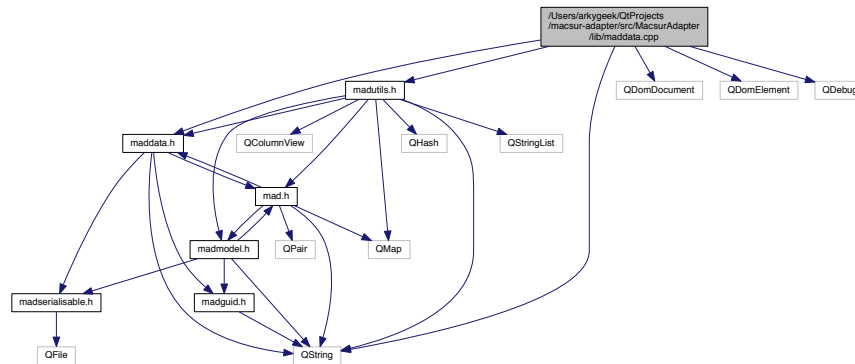 /Users/arkygeek/QtProjects
/macsur-adapter/src/MacsurAdapter
/lib/maddata.cpp
madutils.h
QDomDocument
QDomElement
QDebug
maddata.h
QColumnView
QHash
QStringList
mad.h
madmodel.h
QPair
QMap
madserialisable.h
madguid.h
QFile
QString